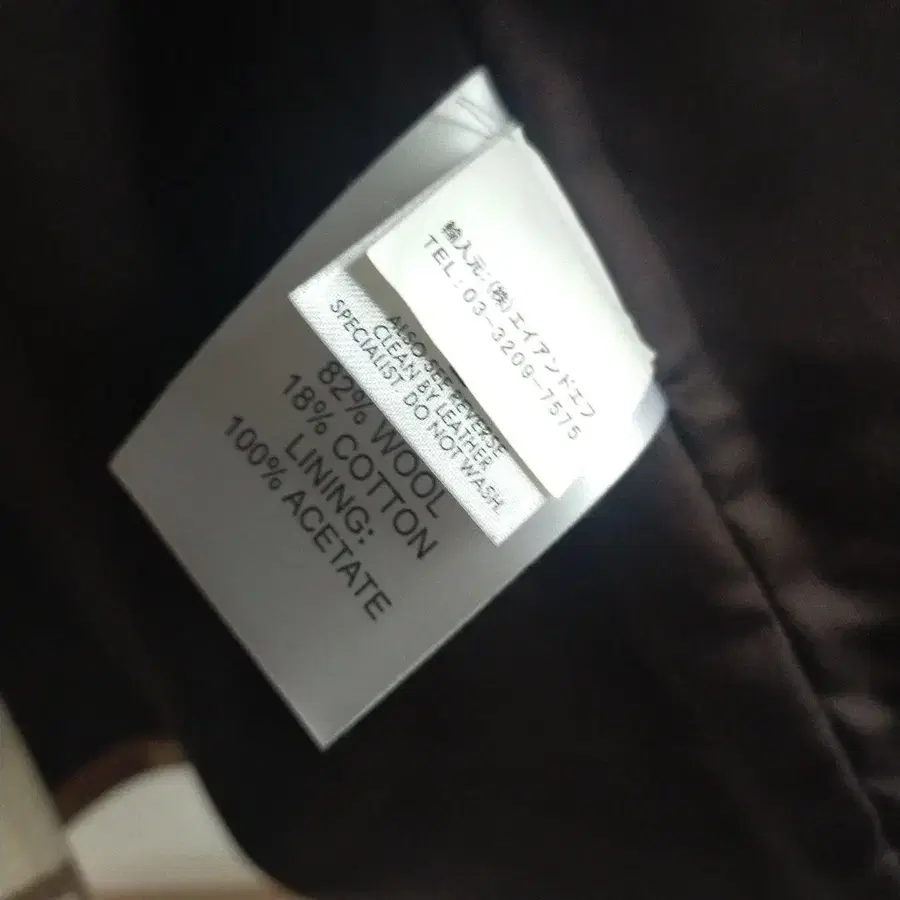 輸入元:(株)エイアンドエフ
TEL:03-3209-7575
ALSO SEE REVERSE
CLEAN BY LEATHER
SPECIALIST. DO NOT WASH.
82% WOOL
18% COTTON
LINING:
100% ACETATE